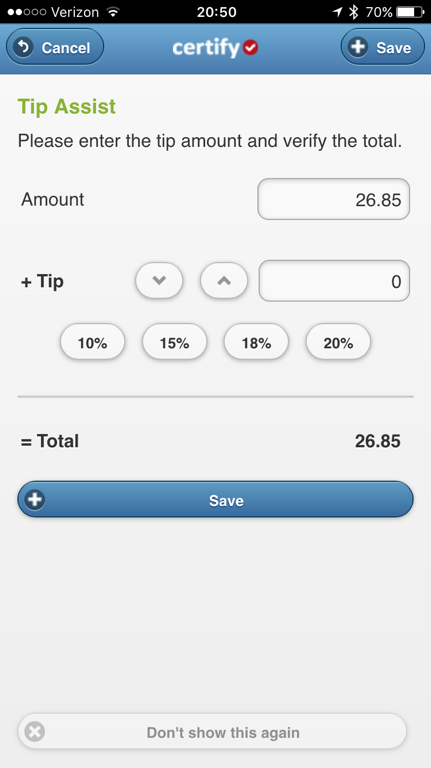 Verizon 20:50 70%
Cancel certify Save
Tip Assist
Please enter the tip amount and verify the total.
Amount 26.85
+ Tip 0
10% 15% 18% 20%
= Total 26.85
Save
Don't show this again